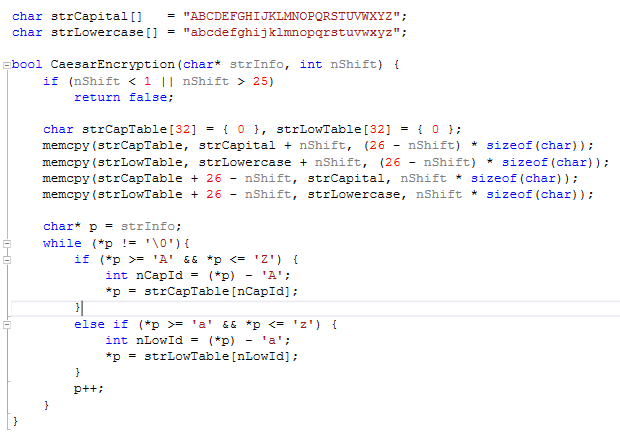 char strCapital[]   = "ABCDEFGHIJKLMNOPQRSTUVWXYZ";
char strLowercase[] = "abcdefghijklmnopqrstuvwxyz";

bool CaesarEncryption(char* strInfo, int nShift) {
    if (nShift < 1 || nShift > 25)
        return false;

    char strCapTable[32] = { 0 }, strLowTable[32] = { 0 };
    memcpy(strCapTable, strCapital + nShift, (26 - nShift) * sizeof(char));
    memcpy(strLowTable, strLowercase + nShift, (26 - nShift) * sizeof(char));
    memcpy(strCapTable + 26 - nShift, strCapital, nShift * sizeof(char));
    memcpy(strLowTable + 26 - nShift, strLowercase, nShift * sizeof(char));

    char* p = strInfo;
    while (*p != '\0'){
        if (*p >= 'A' && *p <= 'Z') {
            int nCapId = (*p) - 'A';
            *p = strCapTable[nCapId];
        }
        else if (*p >= 'a' && *p <= 'z') {
            int nLowId = (*p) - 'a';
            *p = strLowTable[nLowId];
        }
        p++;
    }
}